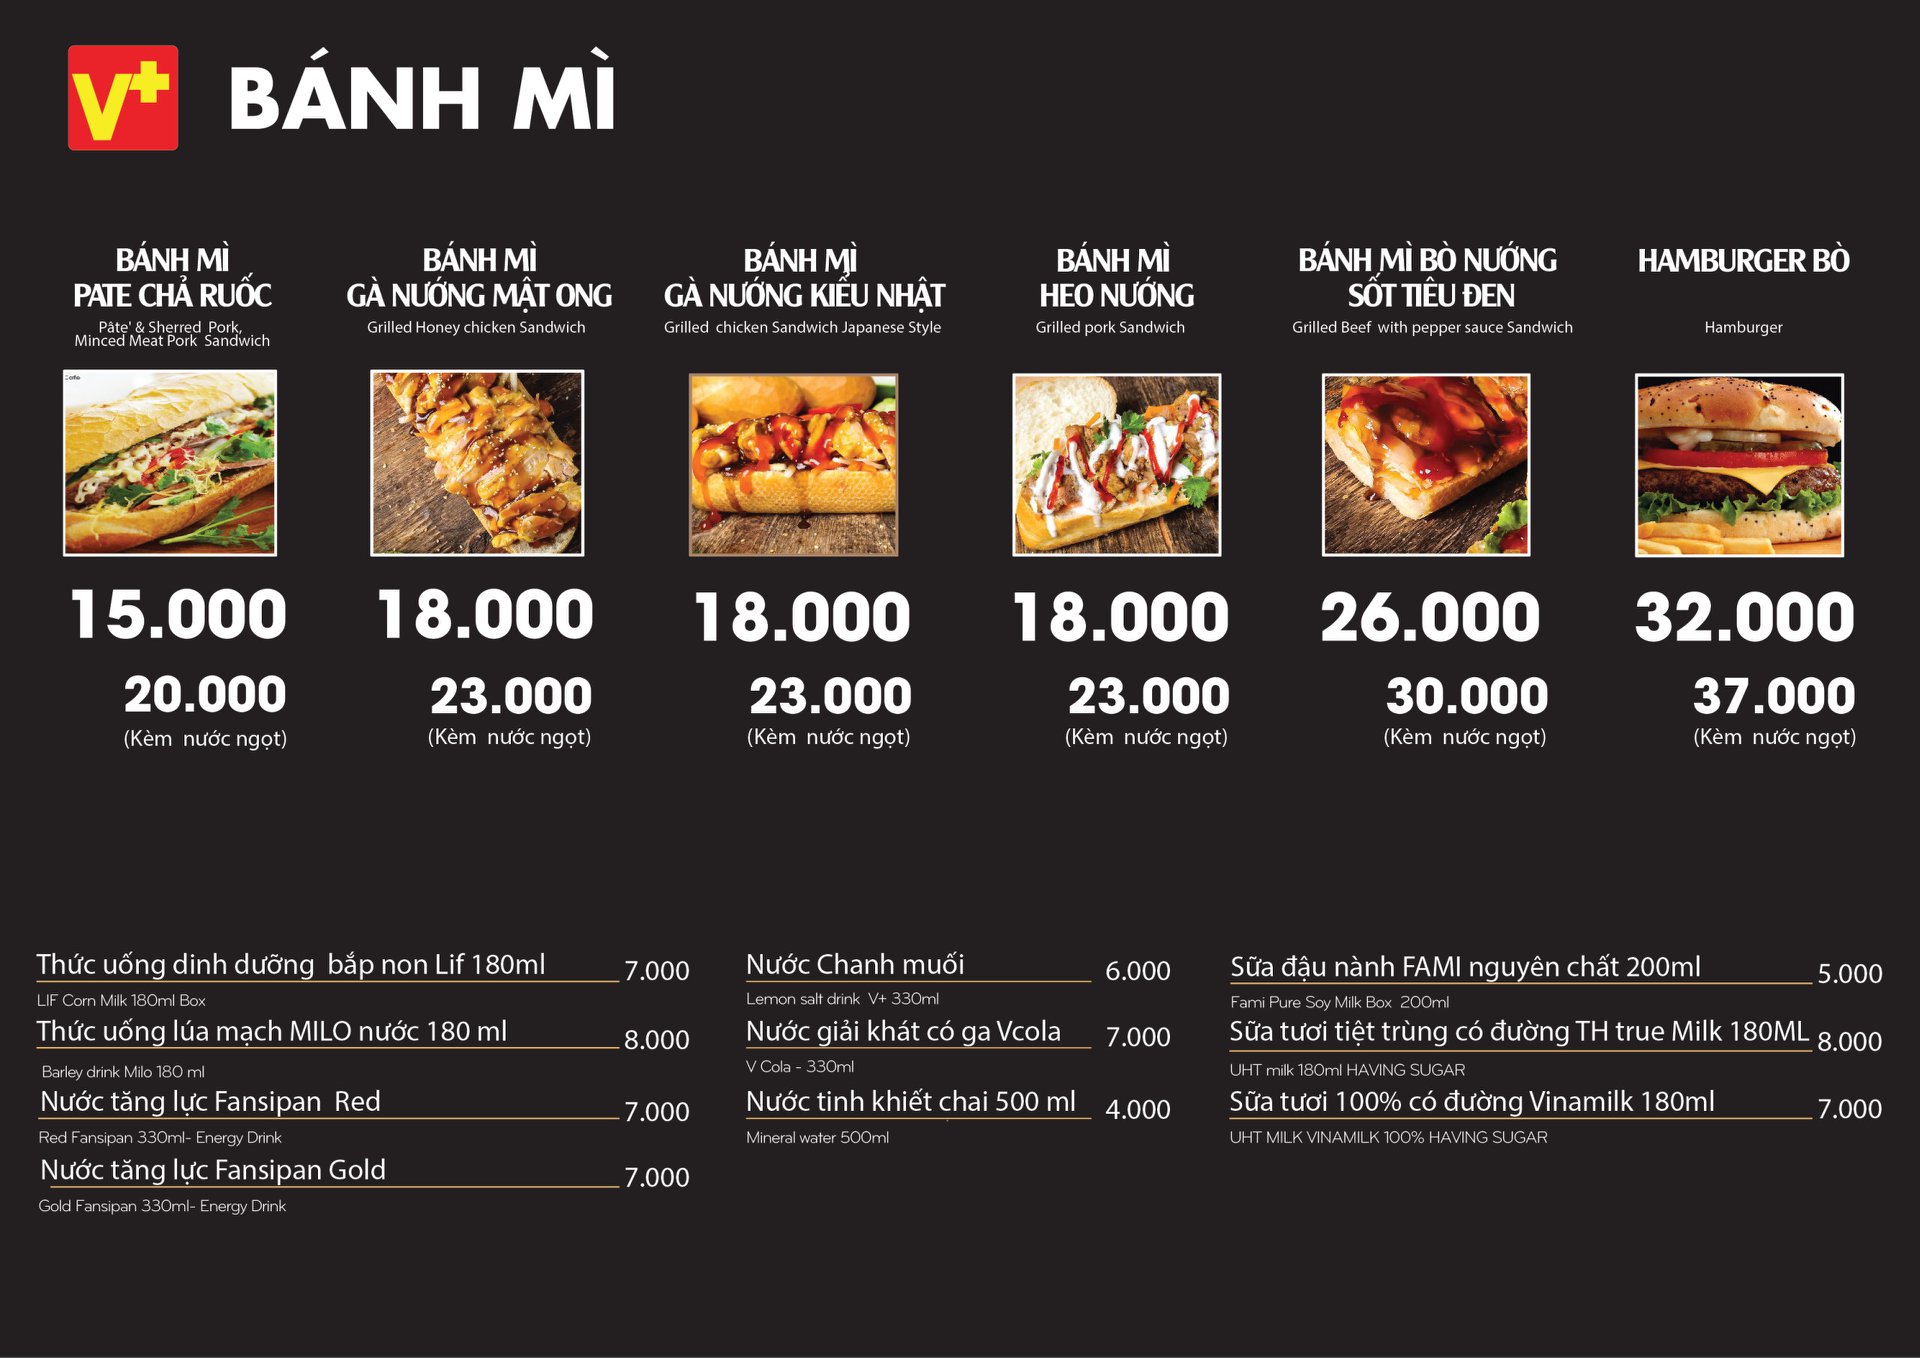 V+ BÁNH MÌ
BÁNH MÌ
PATE CHẢ RUỐC
Pâte' & Sherred Pork,
Minced Meat Pork Sandwich
15.000
20.000
(Kèm nước ngọt)
BÁNH MÌ
GÀ NƯỚNG MẬT ONG
Grilled Honey chicken Sandwich
18.000
23.000
(Kèm nước ngọt)
BÁNH MÌ
GÀ NƯỚNG KIỂU NHẬT
Grilled chicken Sandwich Japanese Style
18.000
23.000
(Kèm nước ngọt)
BÁNH MÌ
HEO NƯỚNG
Grilled pork Sandwich
18.000
23.000
(Kèm nước ngọt)
BÁNH MÌ BÒ NƯỚNG
SỐT TIÊU ĐEN
Grilled Beef with pepper sauce Sandwich
26.000
30.000
(Kèm nước ngọt)
HAMBURGER BÒ
Hamburger
32.000
37.000
(Kèm nước ngọt)
Thức uống dinh dưỡng bắp non Lif 180ml 7.000
LIF Corn Milk 180ml Box
Thức uống lúa mạch MILO nước 180 ml 8.000
Barley drink Milo 180 ml
Nước tăng lực Fansipan Red 7.000
Red Fansipan 330ml- Energy Drink
Nước tăng lực Fansipan Gold 7.000
Gold Fansipan 330ml- Energy Drink
Nước Chanh muối 6.000
Lemon salt drink V+ 330ml
Nước giải khát có ga Vcola 7.000
V Cola - 330ml
Nước tinh khiết chai 500 ml 4.000
Mineral water 500ml
Sữa đậu nành FAMI nguyên chất 200ml 5.000
Fami Pure Soy Milk Box 200ml
Sữa tươi tiệt trùng có đường TH true Milk 180ML 8.000
UHT milk 180ml HAVING SUGAR
Sữa tươi 100% có đường Vinamilk 180ml 7.000
UHT MILK VINAMILK 100% HAVING SUGAR